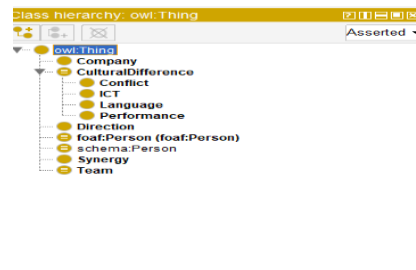 Class hierarchy: owl:Thing
Asserted
owl:Thing
Company
CulturalDifference
Conflict
ICT
Language
Performance
Direction
foaf:Person (foaf:Person)
schema:Person
Synergy
Team